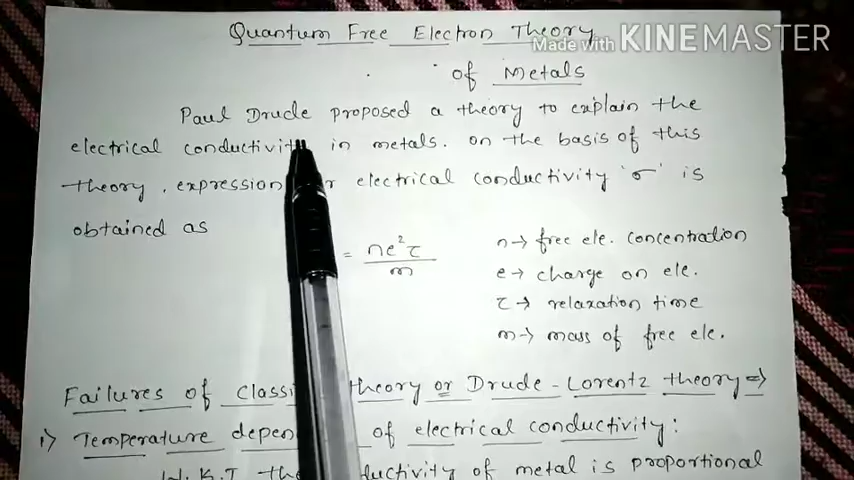 Quantum Free Electron Theory
Made with KINEMASTER
of Metals
Paul Drude proposed a theory to explain the
electrical conductivit in metals. on the basis of this
theory, expression r electrical conductivity 'σ' is
obtained as
= ne²τ / m
n → free ele. concentration
e → charge on ele.
τ → relaxation time
m → mass of free ele.
Failures of Classi theory or Drude-Lorentz theory ⇒
1) Temperature depen of electrical conductivity:
W.K.T the ductivity of metal is proportional